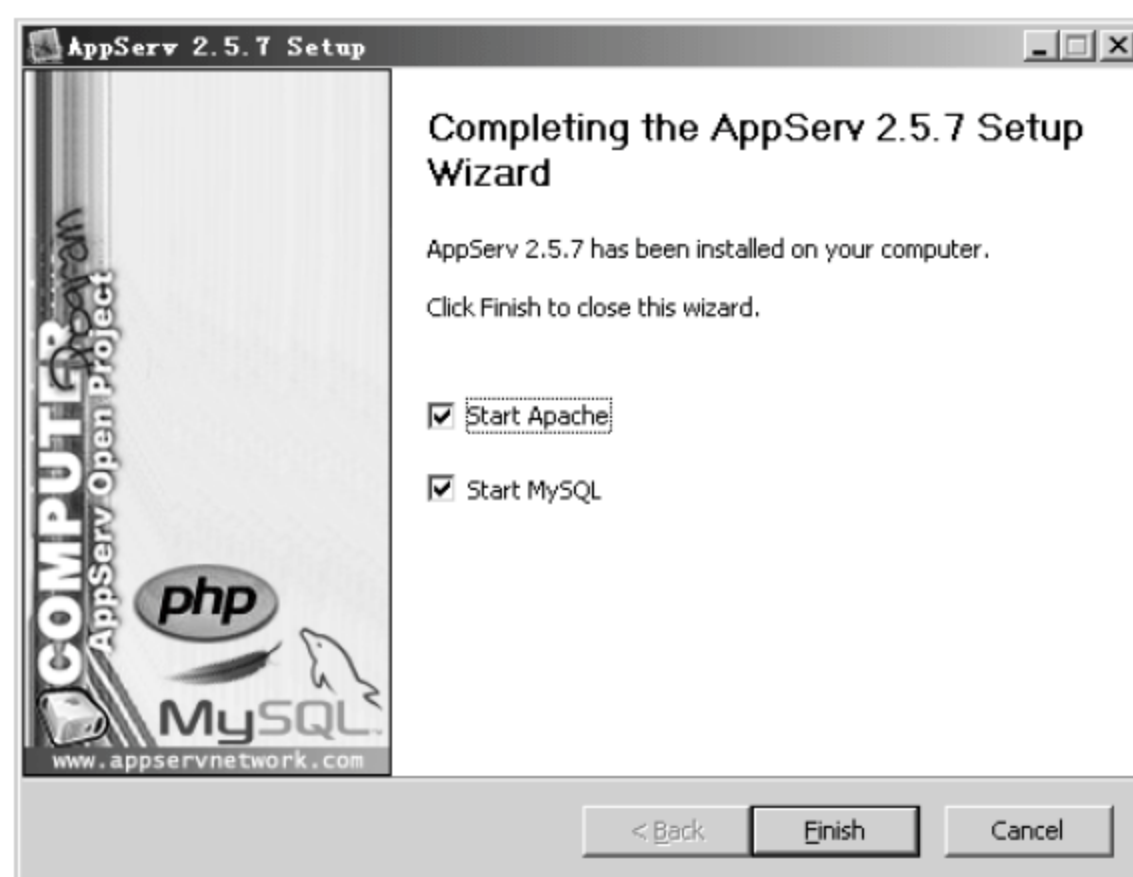 AppServ 2.5.7 Setup
Completing the AppServ 2.5.7 Setup
Wizard
AppServ 2.5.7 has been installed on your computer.
Click Finish to close this wizard.
Start Apache
Start MySQL
COMPUTER
Program
AppServ Open Project
php
MySQL
www.appservnetwork.com
< Back
Finish
Cancel